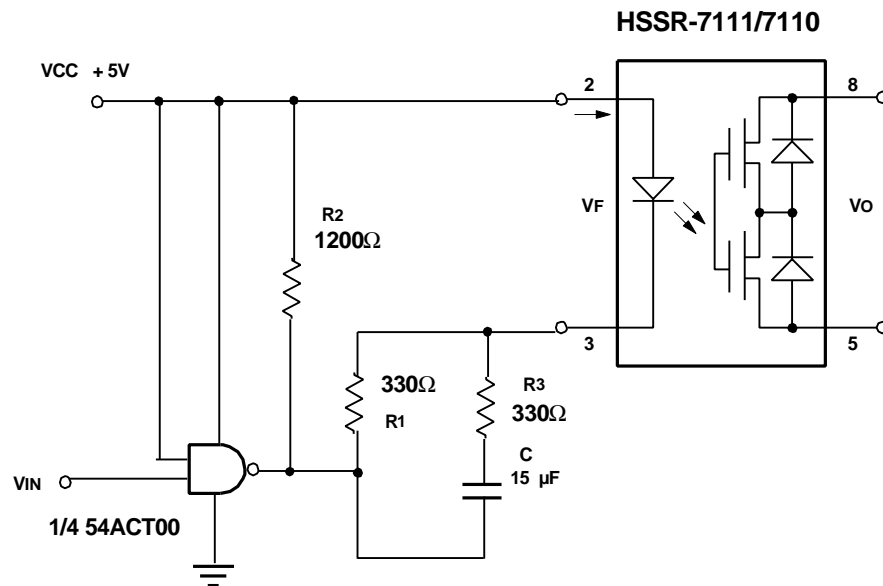 HSSR-7111/7110
VCC + 5V
2
8
R2
1200Ω
VF
VO
3
5
330Ω
R1
R3
330Ω
C
15 µF
VIN
1/4 54ACT00